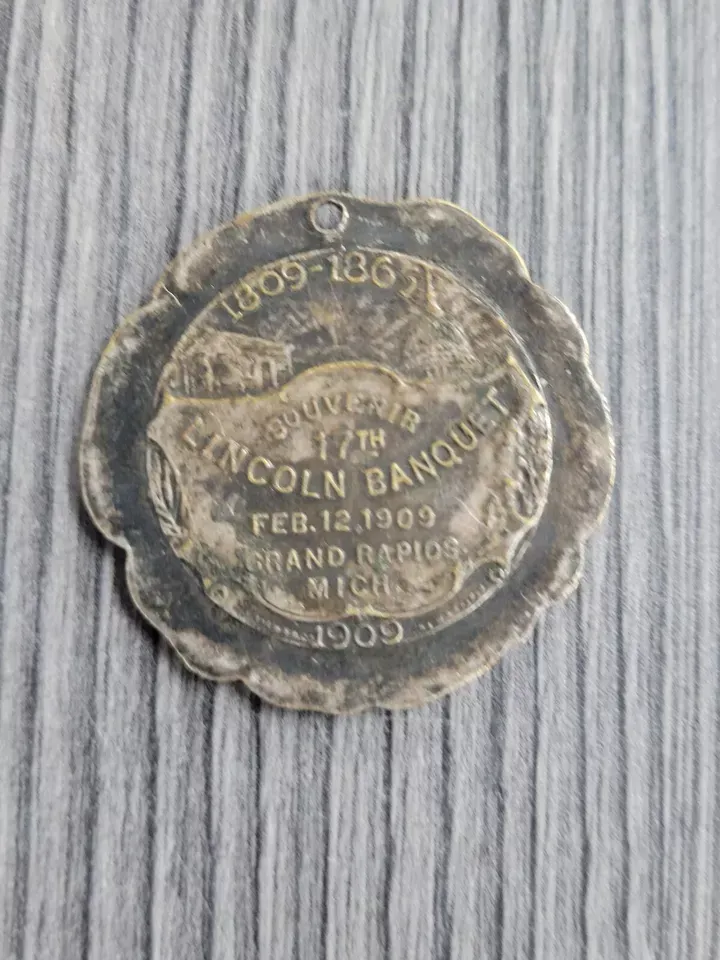 1809-1865
SOUVENIR
17TH
LINCOLN BANQUET
FEB. 12, 1909
GRAND RAPIDS,
MICH.
1909